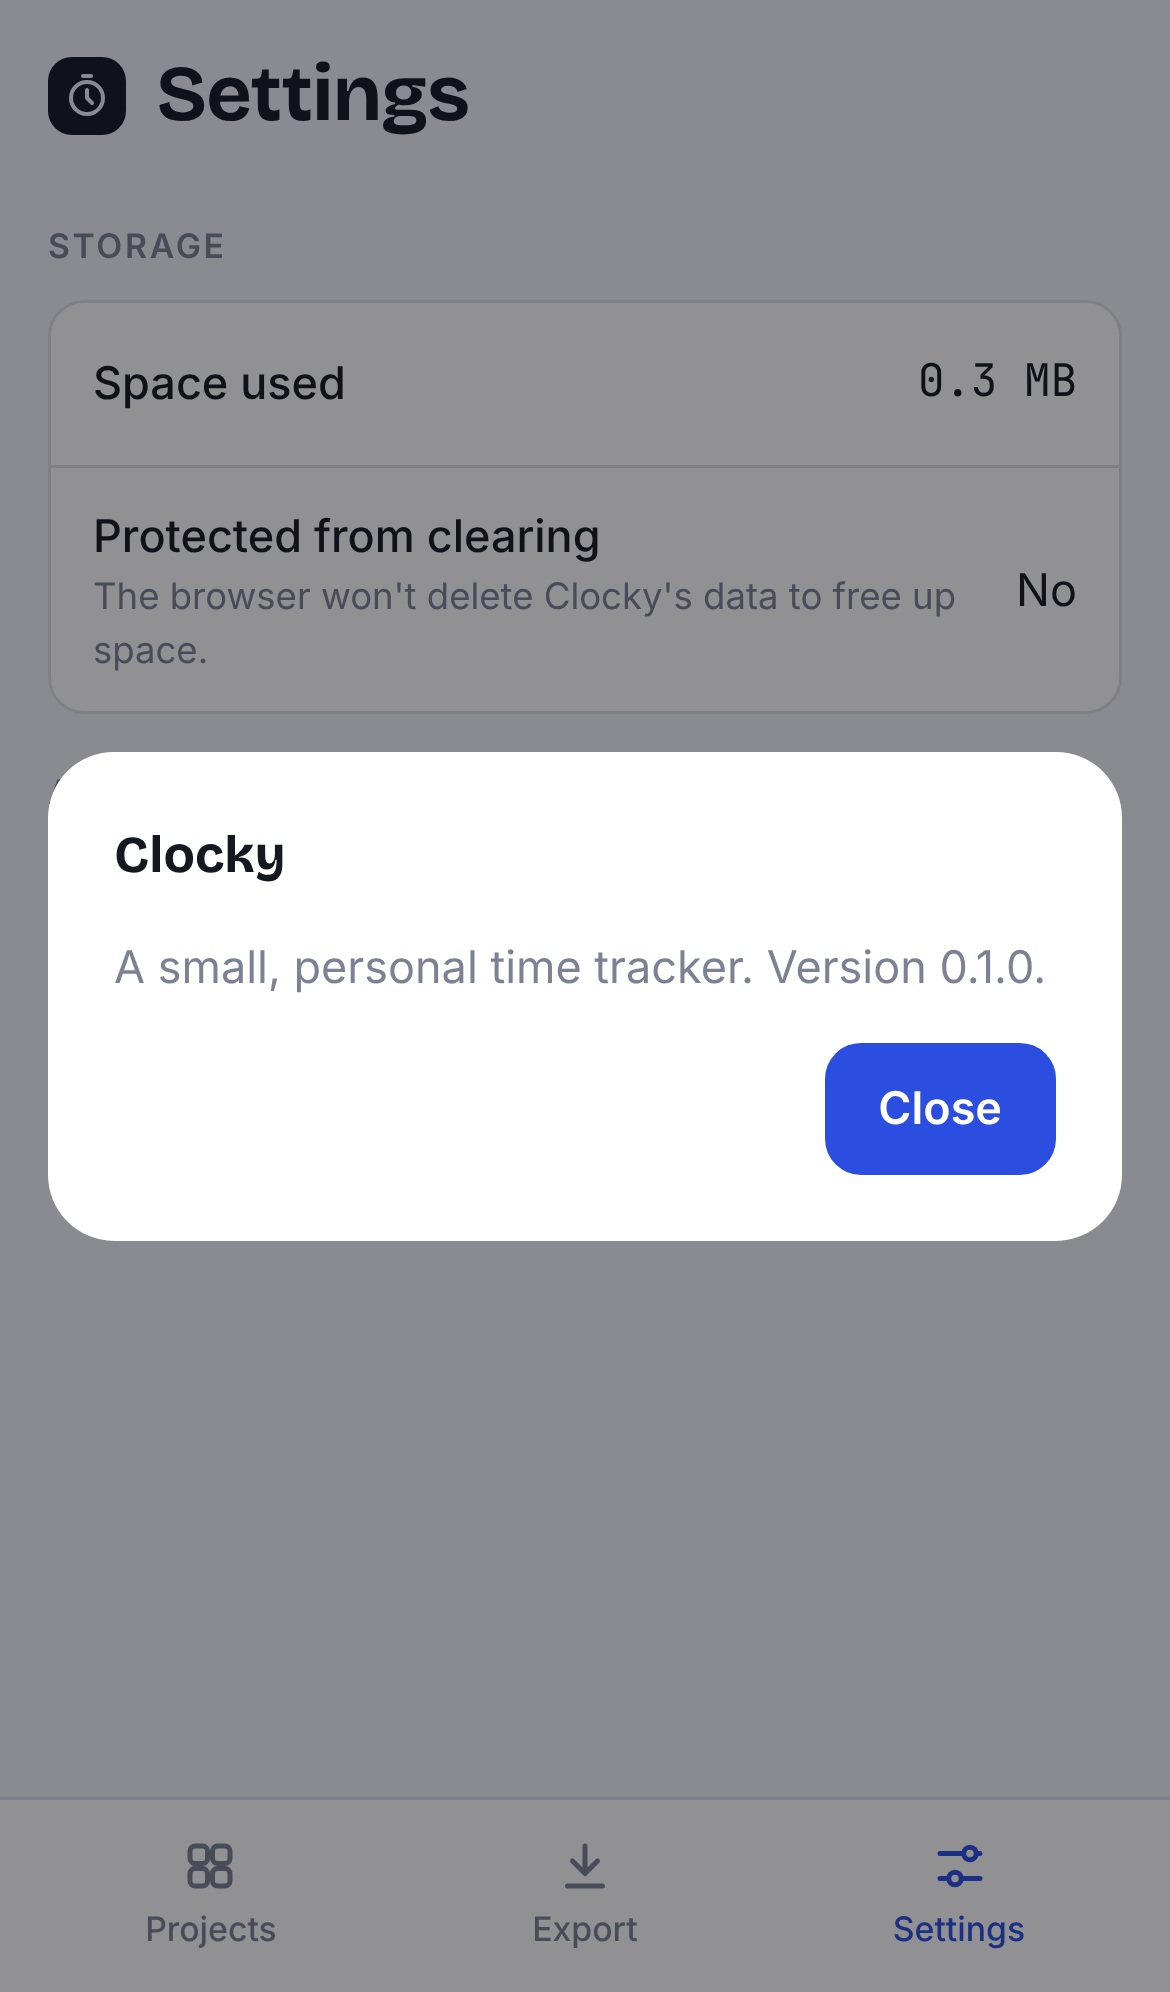 Settings
STORAGE
Space used
0.3 MB
Protected from clearing
The browser won't delete Clocky's data to free up
space.
No
Clocky
A small, personal time tracker. Version 0.1.0.
Close
Projects
Export
Settings